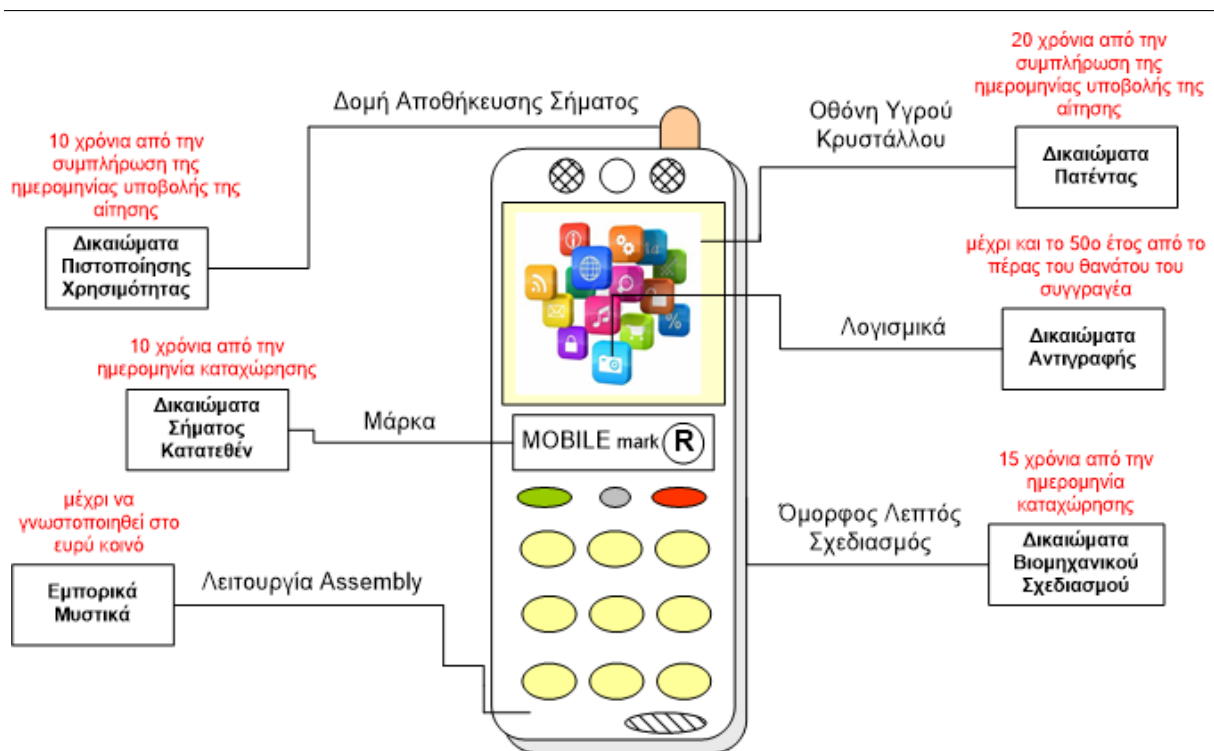 Δομή Αποθήκευσης Σήματος
10 χρόνια από την
συμπλήρωση της
ημερομηνίας υποβολής της
αίτησης
Δικαιώματα
Πιστοποίησης
Χρησιμότητας
10 χρόνια από την
ημερομηνία καταχώρησης
Δικαιώματα
Σήματος
Κατατεθέν
Μάρκα
μέχρι να
γνωστοποιηθεί στο
ευρύ κοινό
Εμπορικά
Μυστικά
Λειτουργία Assembly
MOBILE mark R
20 χρόνια από την
συμπλήρωση της
ημερομηνίας υποβολής της
αίτησης
Οθόνη Υγρού
Κρυστάλλου
Δικαιώματα
Πατέντας
μέχρι και το 50ο έτος από το
πέρας του θανάτου του
συγγραγέα
Λογισμικά
Δικαιώματα
Αντιγραφής
15 χρόνια από την
ημερομηνία
καταχώρησης
Όμορφος Λεπτός
Σχεδιασμός
Δικαιώματα
Βιομηχανικού
Σχεδιασμού